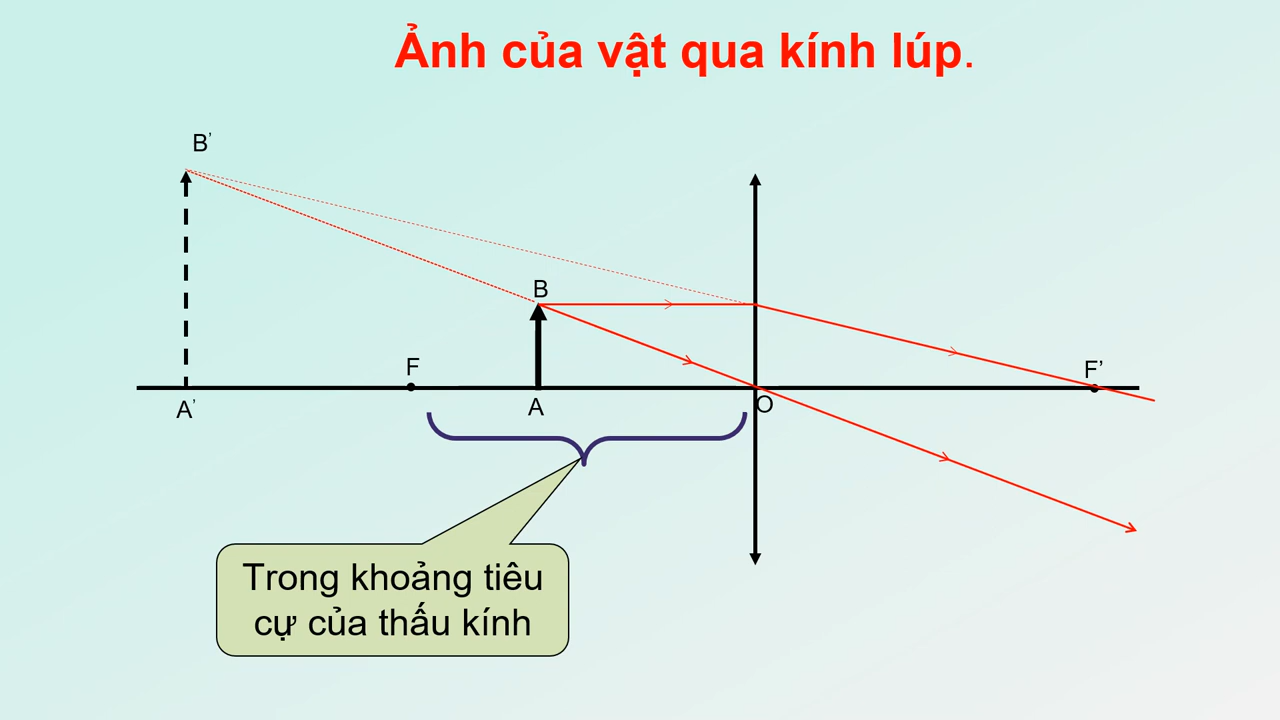 Ảnh của vật qua kính lúp.
B’
B
F
F’
A’
A
O
Trong khoảng tiêu
cự của thấu kính